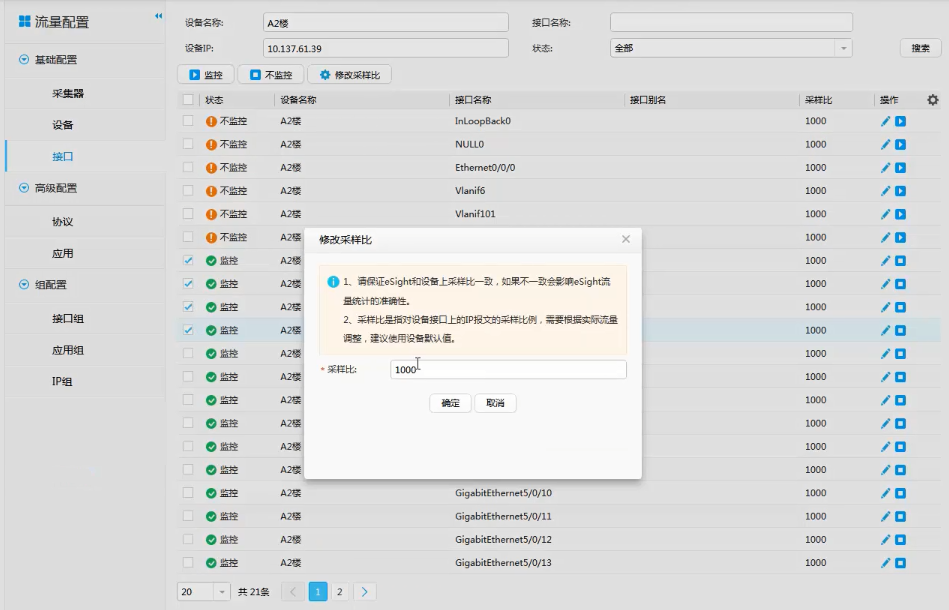 流量配置
基础配置
采集器
设备
接口
高级配置
协议
应用
组配置
接口组
应用组
IP组
设备名称: A2楼 接口名称:
设备IP: 10.137.61.39 状态: 全部 搜索
监控 不监控 修改采样比
状态 设备名称 接口名称 接口别名 采样比 操作
不监控 A2楼 InLoopBack0 1000
不监控 A2楼 NULL0 1000
不监控 A2楼 Ethernet0/0/0 1000
不监控 A2楼 Vlanif6 1000
不监控 A2楼 Vlanif101 1000
不监控 A2楼 1000
监控 A2楼 1000
监控 A2楼 1000
监控 A2楼 1000
监控 A2楼 1000
监控 A2楼 1000
监控 A2楼 1000
监控 A2楼 1000
监控 A2楼 1000
监控 A2楼 1000
监控 A2楼 1000
监控 A2楼 GigabitEthernet5/0/10 1000
监控 A2楼 GigabitEthernet5/0/11 1000
监控 A2楼 GigabitEthernet5/0/12 1000
监控 A2楼 GigabitEthernet5/0/13 1000
20 共 21条 1 2
修改采样比
1、请保证eSight和设备上采样比一致，如果不一致会影响eSight流
量统计的准确性。
2、采样比是指对设备接口上的IP报文的采样比例，需要根据实际流量
调整，建议使用设备默认值。
* 采样比: 1000
确定 取消